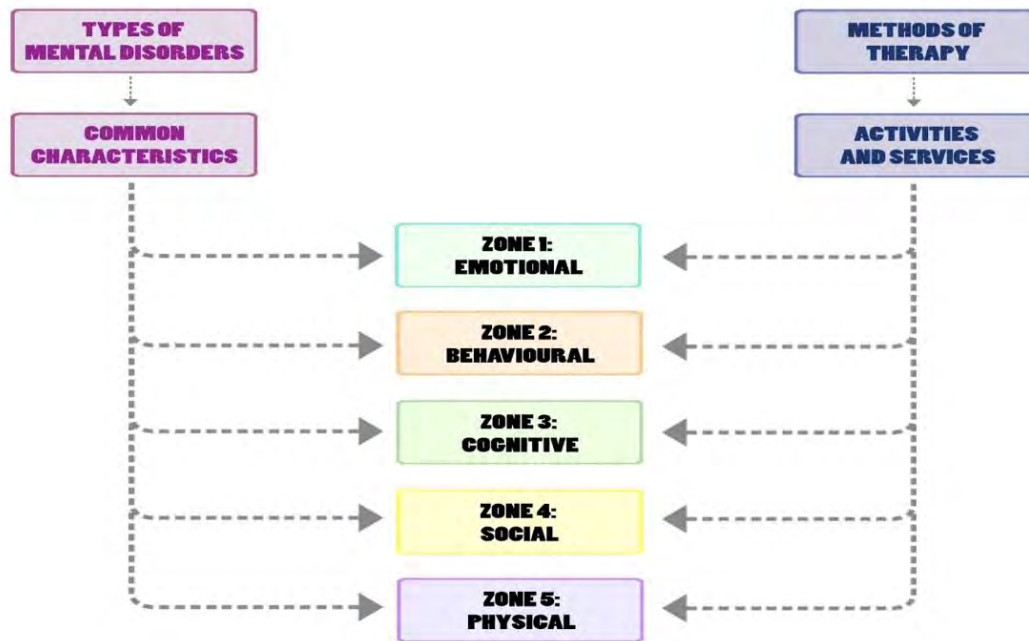 TYPES OF
MENTAL DISORDERS
METHODS OF
THERAPY
COMMON
CHARACTERISTICS
ACTIVITIES
AND SERVICES
ZONE 1:
EMOTIONAL
ZONE 2:
BEHAVIOURAL
ZONE 3:
COGNITIVE
ZONE 4:
SOCIAL
ZONE 5:
PHYSICAL